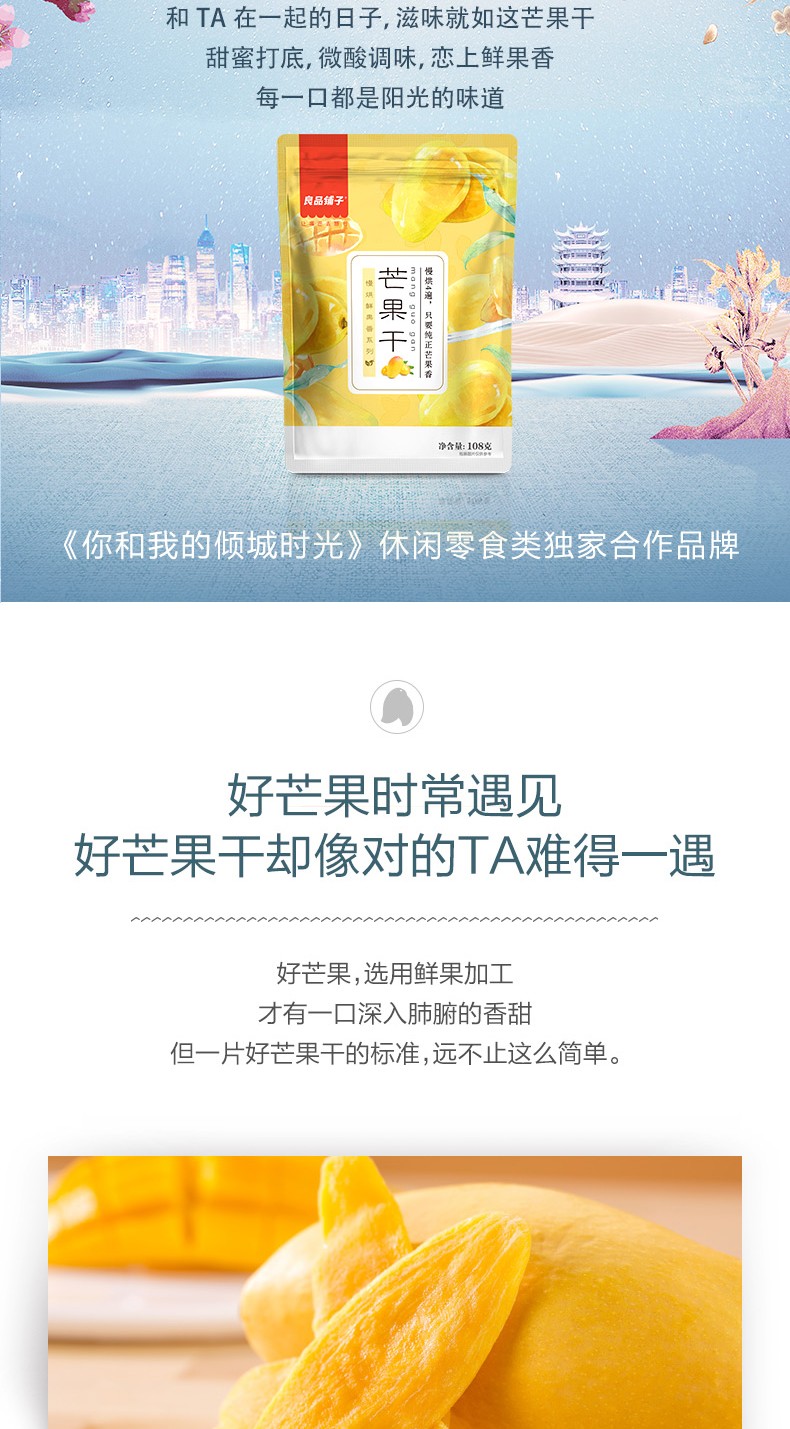 和 TA 在一起的日子, 滋味就如这芒果干
甜蜜打底, 微酸调味, 恋上鲜果香
每一口都是阳光的味道
良品铺子
慢烘4遍，只要纯正芒果香
mang guo gan
芒果干
慢烘鲜果香系列
净含量: 108克
《你和我的倾城时光》休闲零食类独家合作品牌
好芒果时常遇见
好芒果干却像对的TA难得一遇
好芒果,选用鲜果加工
才有一口深入肺腑的香甜
但一片好芒果干的标准,远不止这么简单。